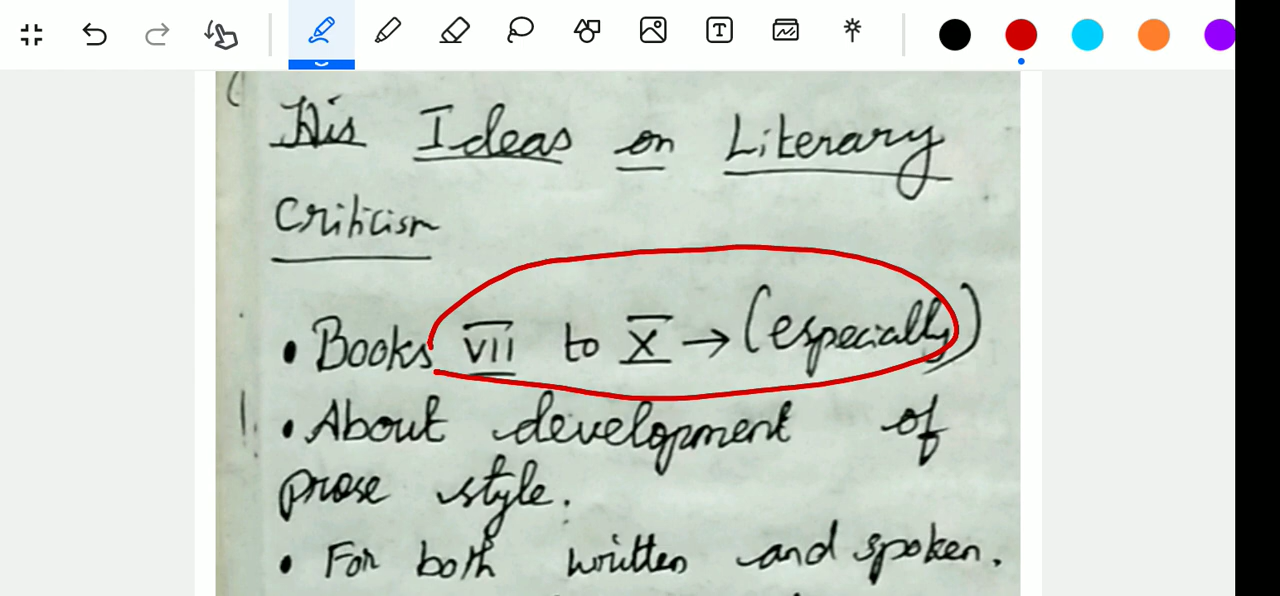 His Ideas on Literary
Criticism
• Books VII to X → (especially)
• About development of
prose style.
• For both written and spoken.